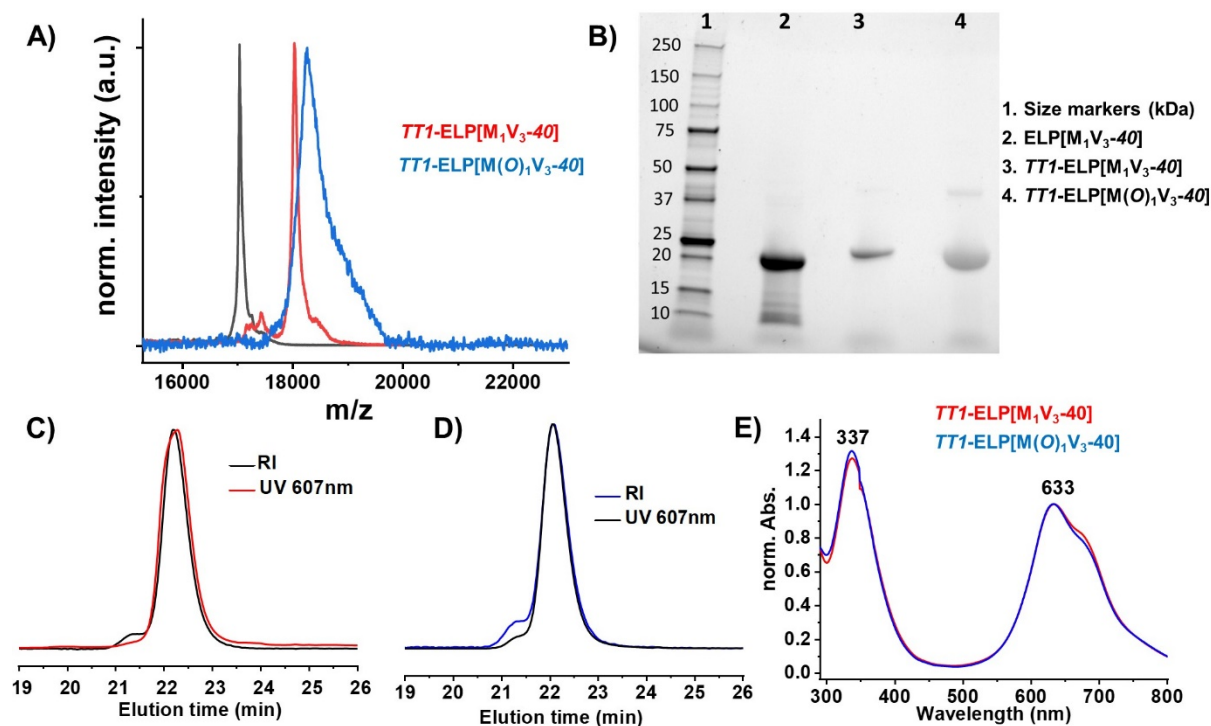 A)
norm. intensity (a.u.)
TT1-ELP[M₁V₃-40]
TT1-ELP[M(O)₁V₃-40]
16000 18000 20000 22000
m/z
B)
1 2 3 4
250
150
100
75
50
37
25
20
15
10
1. Size markers (kDa)
2. ELP[M₁V₃-40]
3. TT1-ELP[M₁V₃-40]
4. TT1-ELP[M(O)₁V₃-40]
C)
RI
UV 607nm
19 20 21 22 23 24 25 26
Elution time (min)
D)
RI
UV 607nm
19 20 21 22 23 24 25 26
Elution time (min)
E)
TT1-ELP[M₁V₃-40]
TT1-ELP[M(O)₁V₃-40]
337
633
norm. Abs.
1.4
1.2
1.0
0.8
0.6
0.4
0.2
0.0
300 400 500 600 700 800
Wavelength (nm)